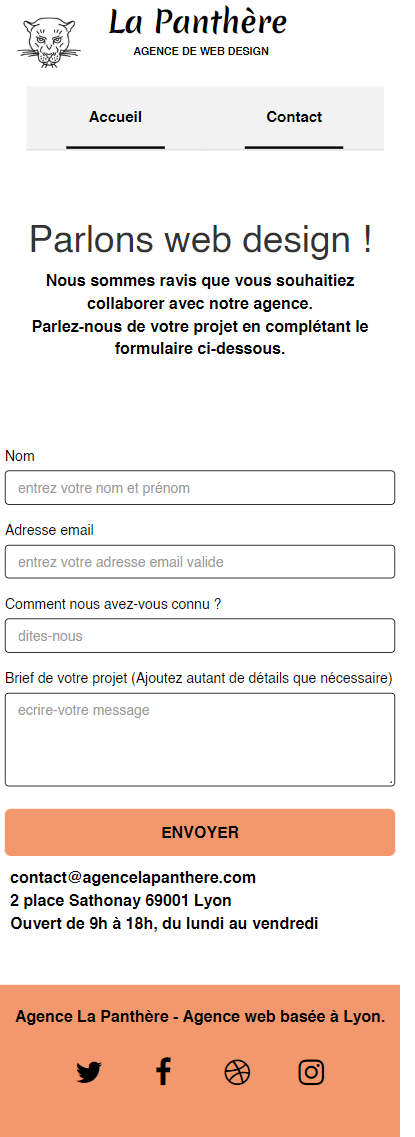 La Panthère
AGENCE DE WEB DESIGN
Accueil
Contact
Parlons web design !
Nous sommes ravis que vous souhaitiez
collaborer avec notre agence.
Parlez-nous de votre projet en complétant le
formulaire ci-dessous.
Nom
entrez votre nom et prénom
Adresse email
entrez votre adresse email valide
Comment nous avez-vous connu ?
dites-nous
Brief de votre projet (Ajoutez autant de détails que nécessaire)
ecrire-votre message
ENVOYER
contact@agencelapanthere.com
2 place Sathonay 69001 Lyon
Ouvert de 9h à 18h, du lundi au vendredi
Agence La Panthère - Agence web basée à Lyon.